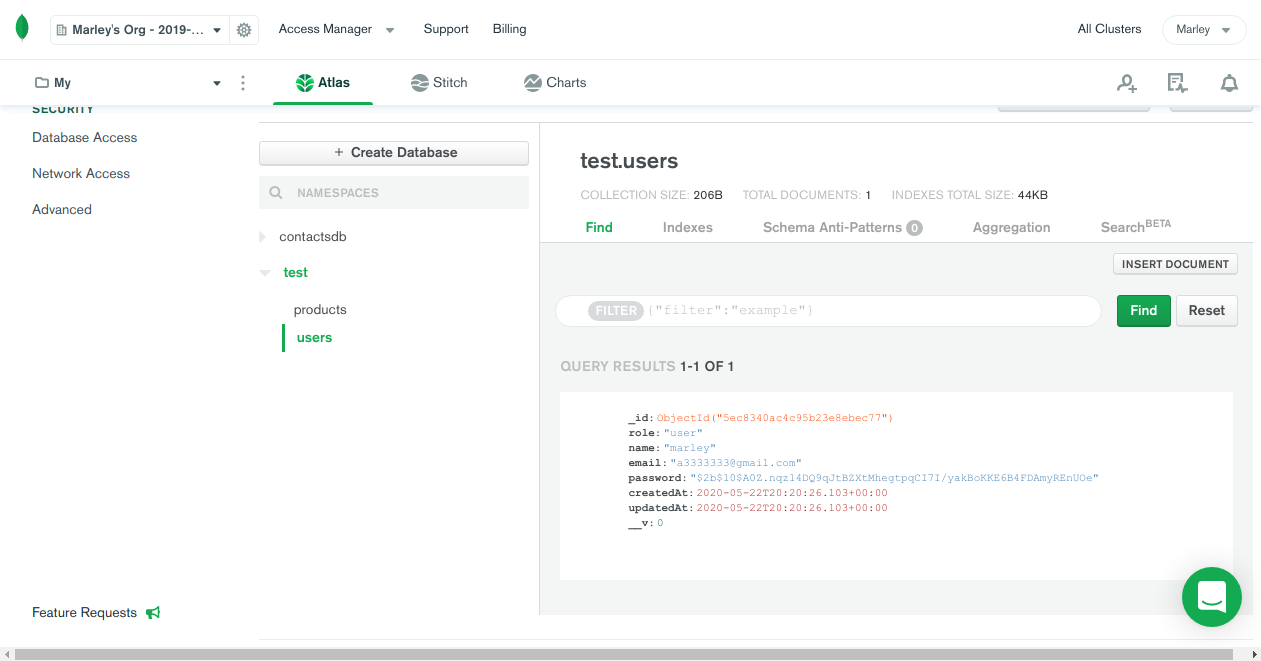 Marley's Org - 2019-...
Access Manager
Support
Billing
All Clusters
Marley
My
Atlas
Stitch
Charts
SECURITY
Database Access
Network Access
Advanced
Feature Requests
+ Create Database
NAMESPACES
contactsdb
test
products
users
test.users
COLLECTION SIZE: 206B TOTAL DOCUMENTS: 1 INDEXES TOTAL SIZE: 44KB
Find Indexes Schema Anti-Patterns 0 Aggregation Search BETA
INSERT DOCUMENT
FILTER {"filter":"example"}
Find
Reset
QUERY RESULTS 1-1 OF 1
_id: ObjectId("5ec8340ac4c95b23e8ebec77")
role: "user"
name: "marley"
email: "a3333333@gmail.com"
password: "$2b$10$A0Z.nqz14DQ9qJtBZXtMhegtpqCI7I/yakBoKKE6B4FDAmyREnUOe"
createdAt: 2020-05-22T20:20:26.103+00:00
updatedAt: 2020-05-22T20:20:26.103+00:00
__v: 0